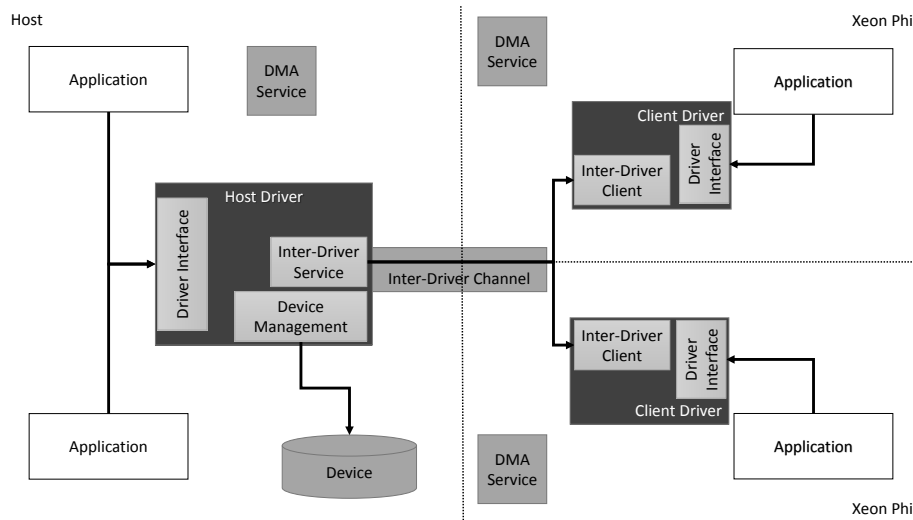 Host
Xeon Phi
Application
DMA
Service
DMA
Service
Application
Client Driver
Inter-Driver
Client
Driver
Interface
Host Driver
Driver Interface
Inter-Driver
Service
Inter-Driver Channel
Device
Management
Inter-Driver
Client
Driver
Interface
Client Driver
Application
Device
DMA
Service
Application
Xeon Phi